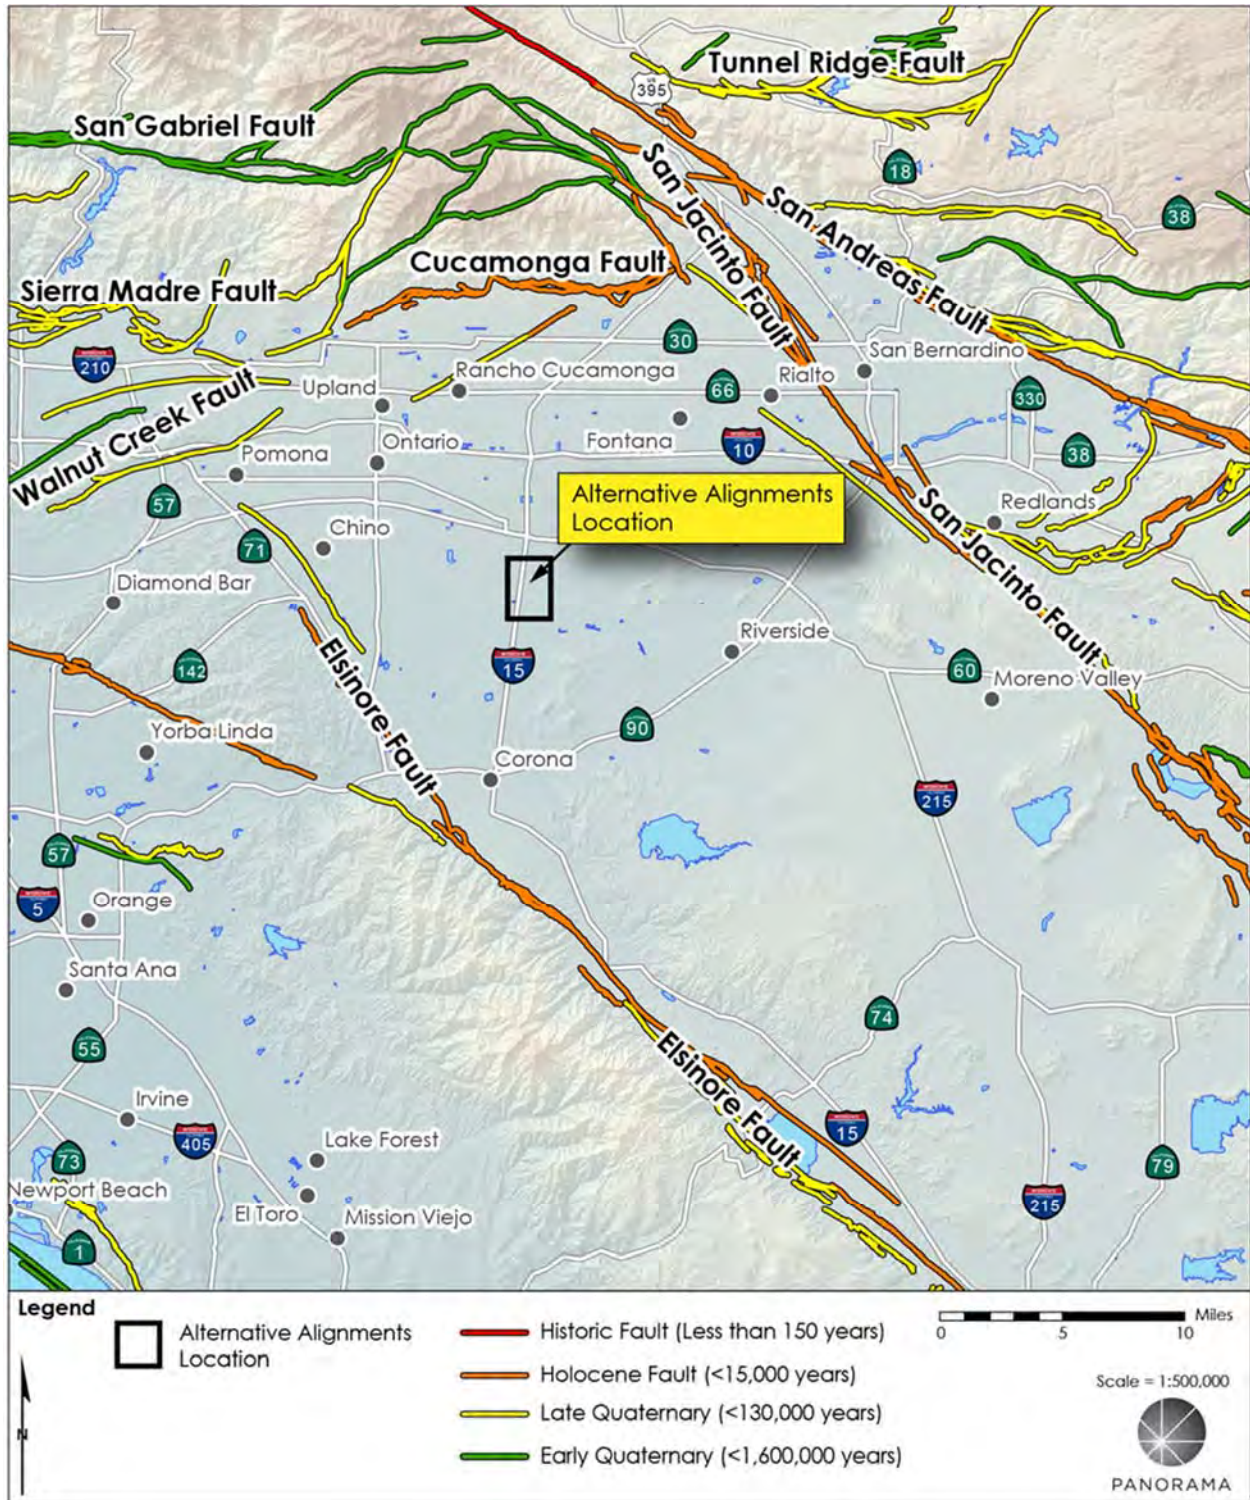 Tunnel Ridge Fault
US
395
San Gabriel Fault
18
38
San Jacinto Fault
San Andreas Fault
Cucamonga Fault
Sierra Madre Fault
30
San Bernardino
210
Rancho Cucamonga
Rialto
Upland
66
330
Walnut Creek Fault
Fontana
Ontario
10
38
Pomona
57
Alternative Alignments
Location
Redlands
San Jacinto Fault
Chino
71
Diamond Bar
Riverside
142
15
60
Moreno Valley
Elsinore Fault
Yorba Linda
90
Corona
215
57
5
Orange
Santa Ana
74
55
Elsinore Fault
Irvine
405
Lake Forest
15
73
79
Newport Beach
El Toro
215
Mission Viejo
1
Legend
Alternative Alignments
Location
Historic Fault (Less than 150 years)
Holocene Fault (<15,000 years)
Late Quaternary (<130,000 years)
Early Quaternary (<1,600,000 years)
Miles
0 5 10
Scale = 1:500,000
N
PANORAMA